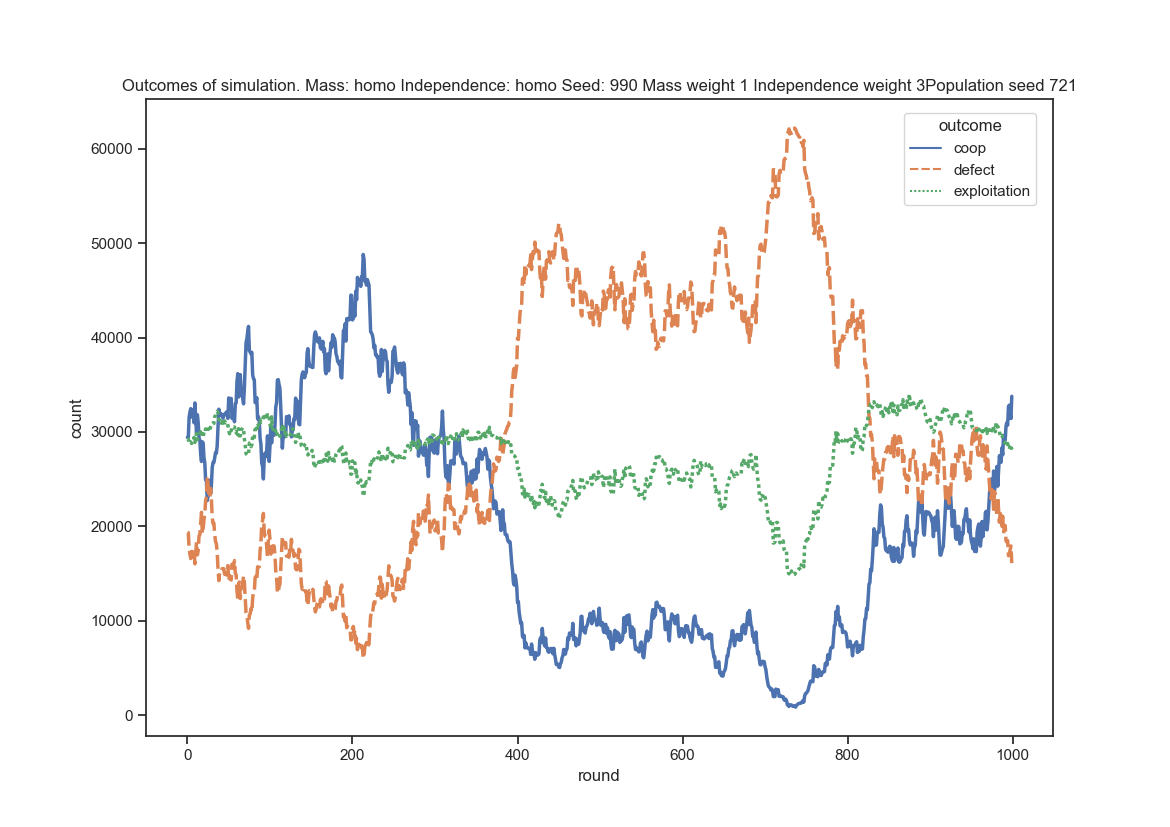 Outcomes of simulation. Mass: homo Independence: homo Seed: 990 Mass weight 1 Independence weight 3Population seed 721
outcome
coop
defect
exploitation
60000
50000
40000
30000
20000
10000
0
count
0 200 400 600 800 1000
round